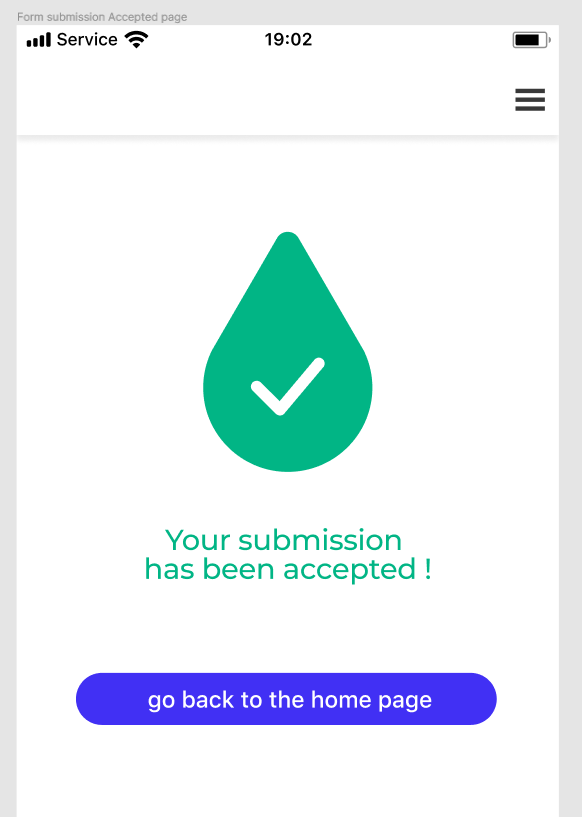 Form submission Accepted page
Service 19:02
Your submission
has been accepted !
go back to the home page